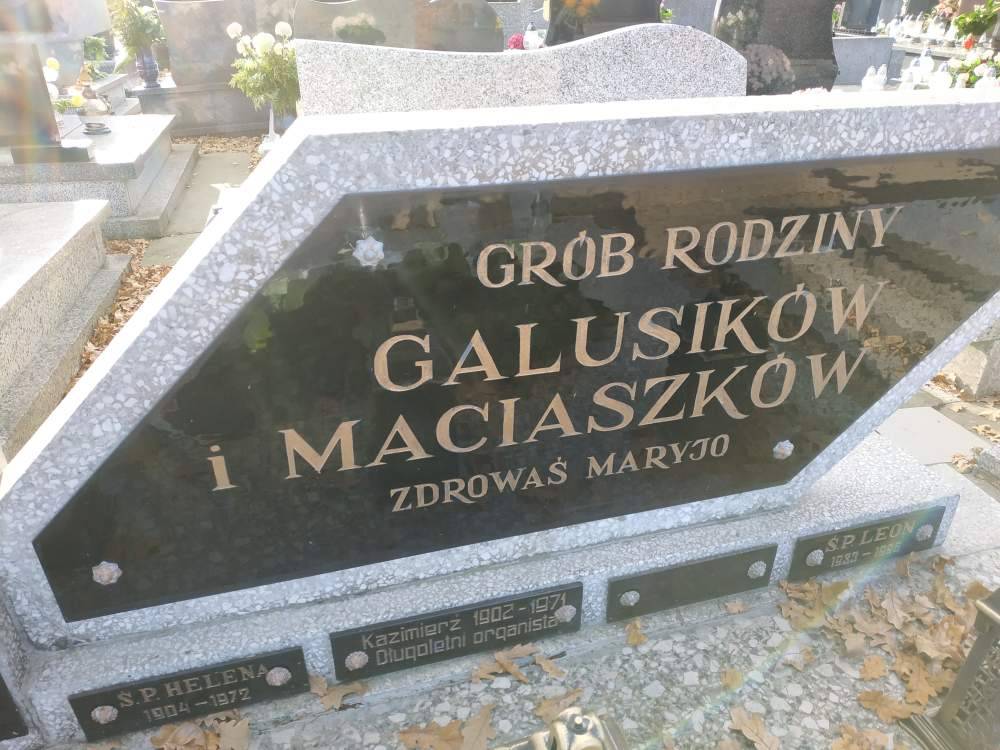 GRÓB RODZINY
GALUSIKÓW
i MACIASZKÓW
ZDROWAŚ MARYJO
Ś.P. HELENA
1904-1972
Kazimierz 1902-1971
Długoletni organista
Ś.P. LEON